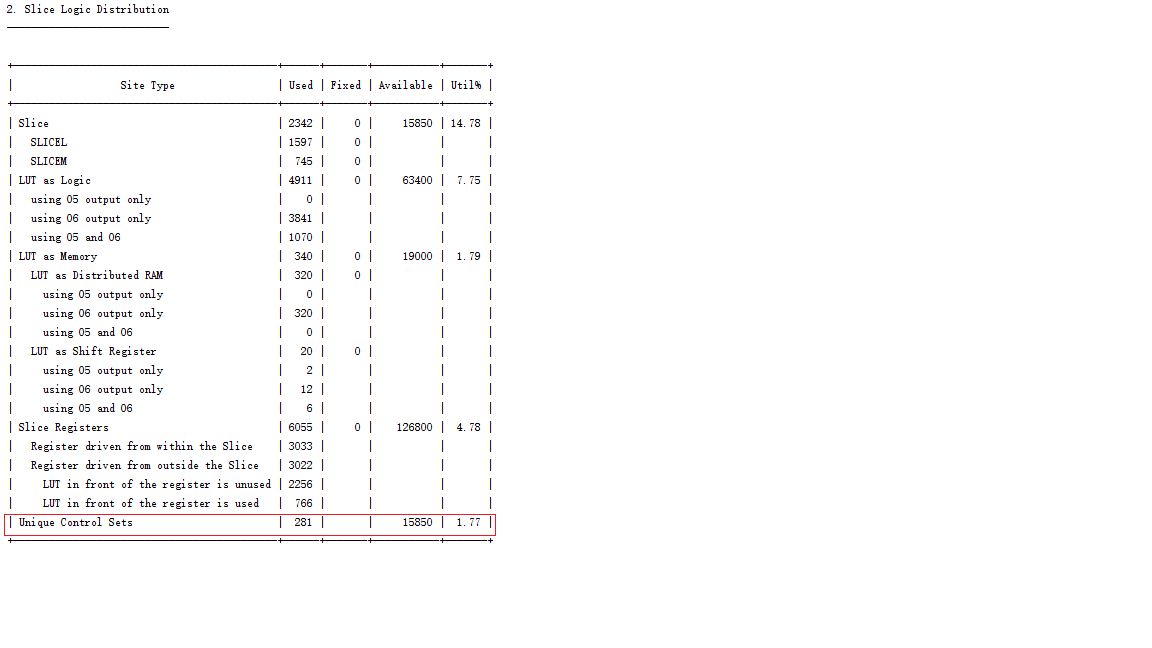 2. Slice Logic Distribution
| Site Type | Used | Fixed | Available | Util% |
| Slice | 2342 | 0 | 15850 | 14.78 |
| SLICEL | 1597 | 0 | | |
| SLICEM | 745 | 0 | | |
| LUT as Logic | 4911 | 0 | 63400 | 7.75 |
| using O5 output only | 0 | | | |
| using O6 output only | 3841 | | | |
| using O5 and O6 | 1070 | | | |
| LUT as Memory | 340 | 0 | 19000 | 1.79 |
| LUT as Distributed RAM | 320 | 0 | | |
| using O5 output only | 0 | | | |
| using O6 output only | 320 | | | |
| using O5 and O6 | 0 | | | |
| LUT as Shift Register | 20 | 0 | | |
| using O5 output only | 2 | | | |
| using O6 output only | 12 | | | |
| using O5 and O6 | 6 | | | |
| Slice Registers | 6055 | 0 | 126800 | 4.78 |
| Register driven from within the Slice | 3033 | | | |
| Register driven from outside the Slice | 3022 | | | |
| LUT in front of the register is unused | 2256 | | | |
| LUT in front of the register is used | 766 | | | |
| Unique Control Sets | 281 | | 15850 | 1.77 |